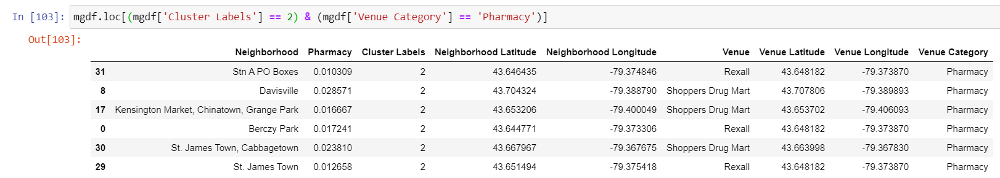 In [103]: mgdf.loc[(mgdf['Cluster Labels'] == 2) & (mgdf['Venue Category'] == 'Pharmacy')]
Out[103]:
Neighborhood Pharmacy Cluster Labels Neighborhood Latitude Neighborhood Longitude Venue Venue Latitude Venue Longitude Venue Category
31 Stn A PO Boxes 0.010309 2 43.646435 -79.374846 Rexall 43.648182 -79.373870 Pharmacy
8 Davisville 0.028571 2 43.704324 -79.388790 Shoppers Drug Mart 43.707806 -79.389893 Pharmacy
17 Kensington Market, Chinatown, Grange Park 0.016667 2 43.653206 -79.400049 Shoppers Drug Mart 43.653702 -79.406093 Pharmacy
0 Berczy Park 0.017241 2 43.644771 -79.373306 Rexall 43.648182 -79.373870 Pharmacy
30 St. James Town, Cabbagetown 0.023810 2 43.667967 -79.367675 Shoppers Drug Mart 43.663998 -79.367830 Pharmacy
29 St. James Town 0.012658 2 43.651494 -79.375418 Rexall 43.648182 -79.373870 Pharmacy